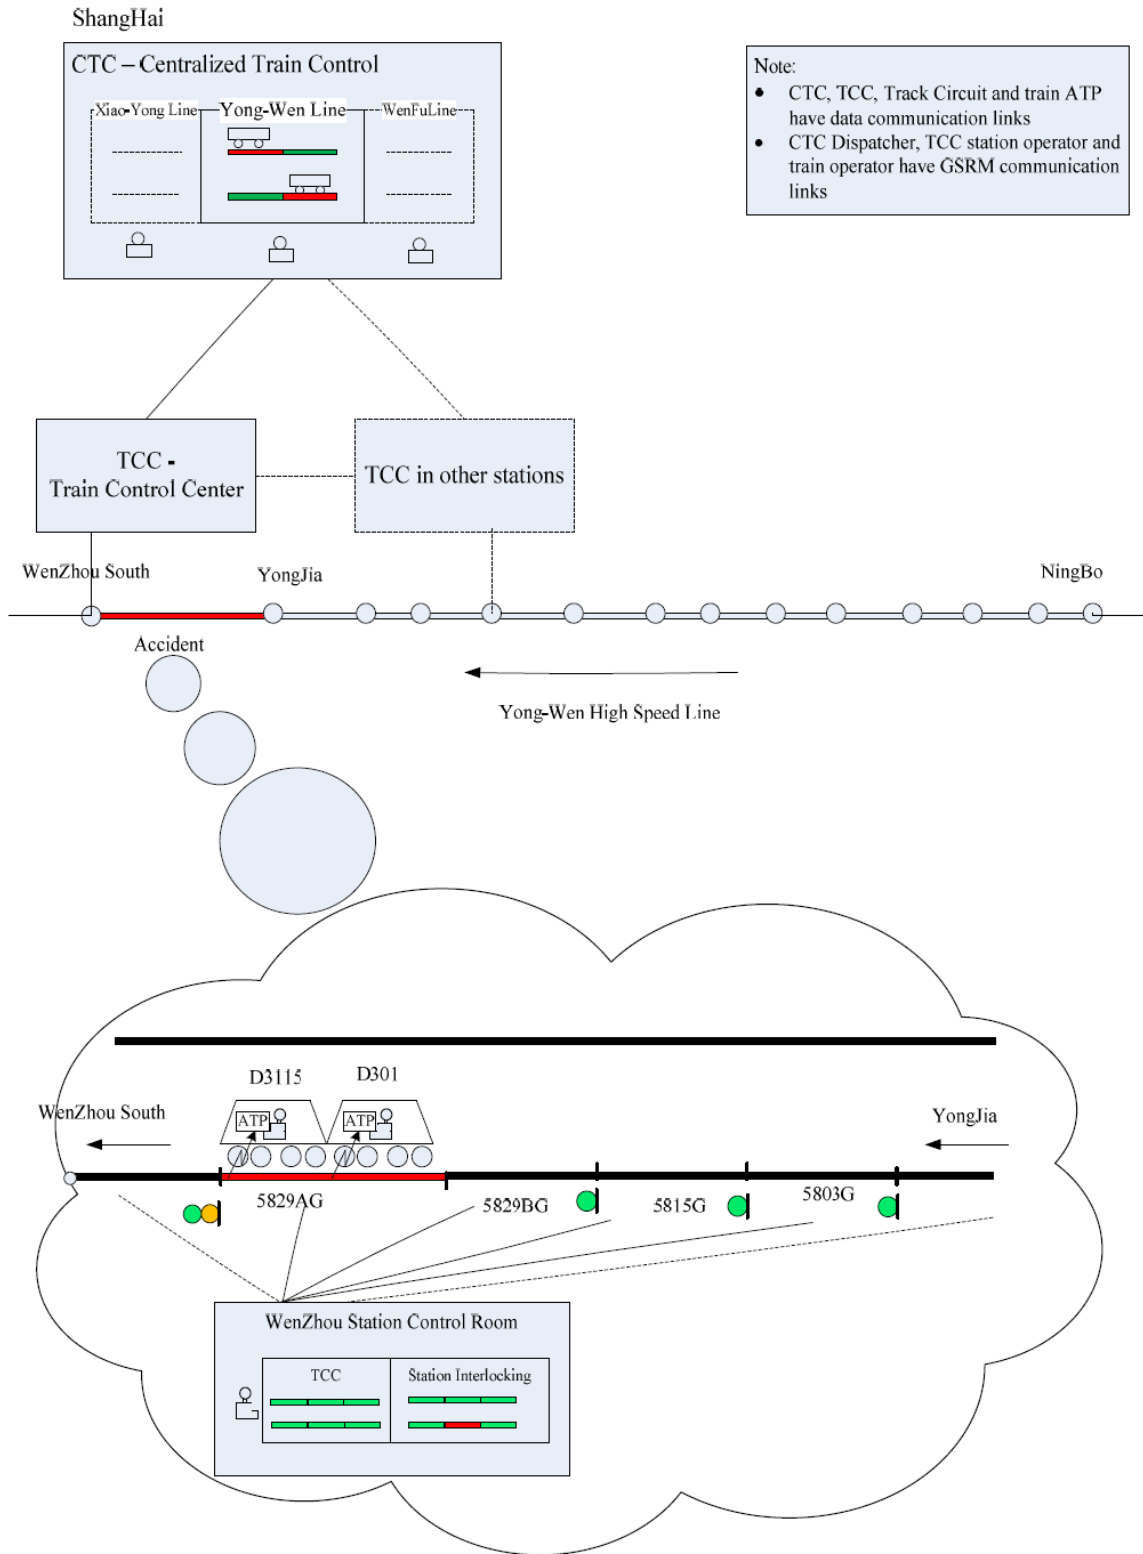 ShangHai
CTC – Centralized Train Control
Xiao-Yong Line
Yong-Wen Line
WenFuLine
Note:
• CTC, TCC, Track Circuit and train ATP
have data communication links
• CTC Dispatcher, TCC station operator and
train operator have GSRM communication
links
TCC -
Train Control Center
TCC in other stations
WenZhou South
YongJia
NingBo
Accident
Yong-Wen High Speed Line
D3115
D301
WenZhou South
ATP
ATP
YongJia
5829AG
5829BG
5815G
5803G
WenZhou Station Control Room
TCC
Station Interlocking